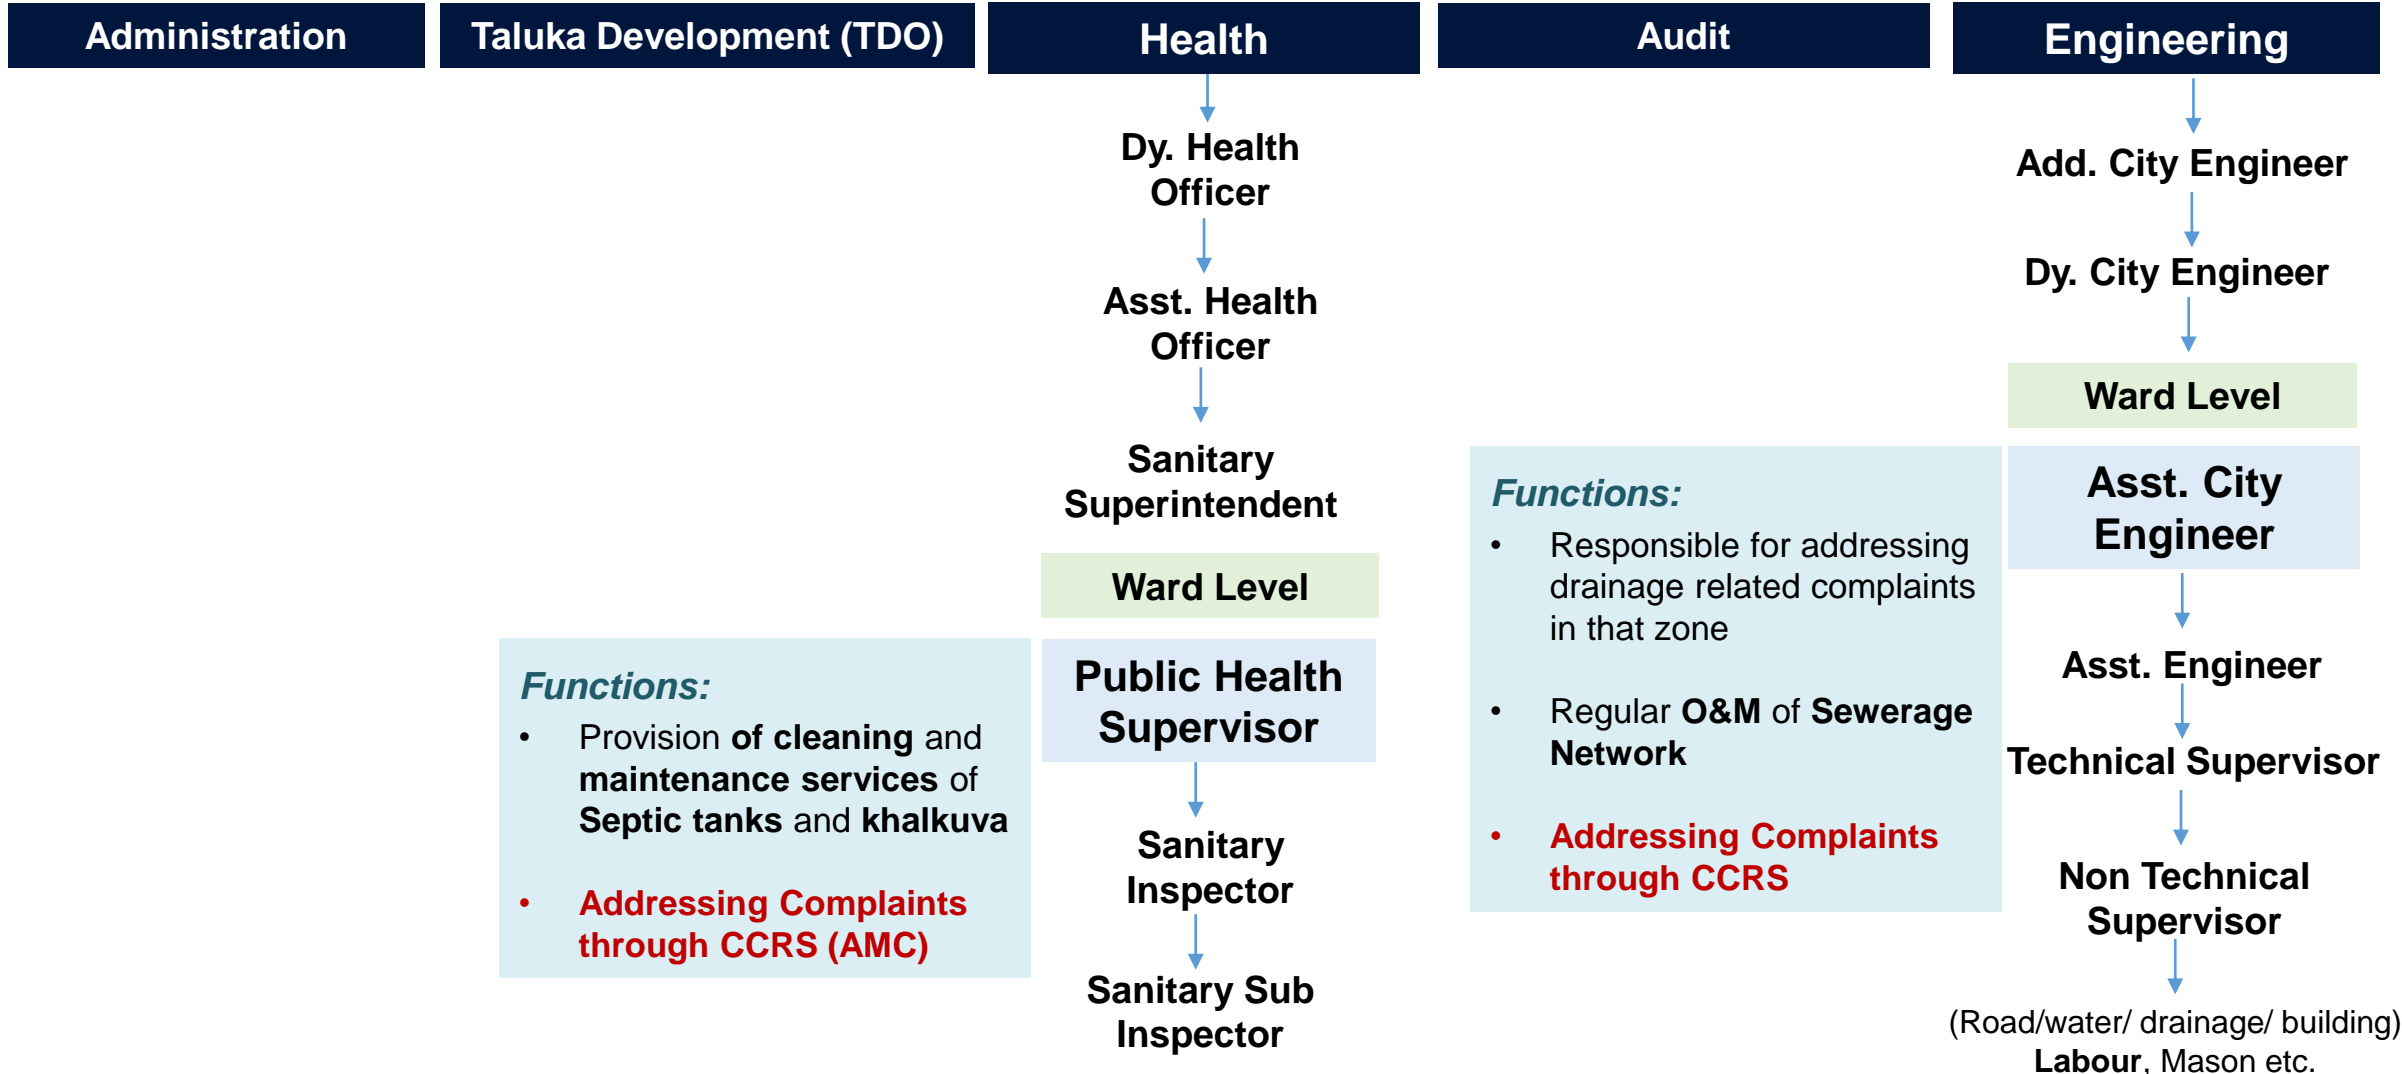 Administration
Taluka Development (TDO)
Health
Audit
Engineering
Dy. Health
Officer
Asst. Health
Officer
Sanitary
Superintendent
Ward Level
Public Health
Supervisor
Sanitary
Inspector
Sanitary Sub
Inspector
Functions:
• Provision of cleaning and
maintenance services of
Septic tanks and khalkuva
• Addressing Complaints
through CCRS (AMC)
Add. City Engineer
Dy. City Engineer
Ward Level
Asst. City
Engineer
Asst. Engineer
Technical Supervisor
Non Technical
Supervisor
(Road/water/ drainage/ building)
Labour, Mason etc.
Functions:
• Responsible for addressing
drainage related complaints
in that zone
• Regular O&M of Sewerage
Network
• Addressing Complaints
through CCRS